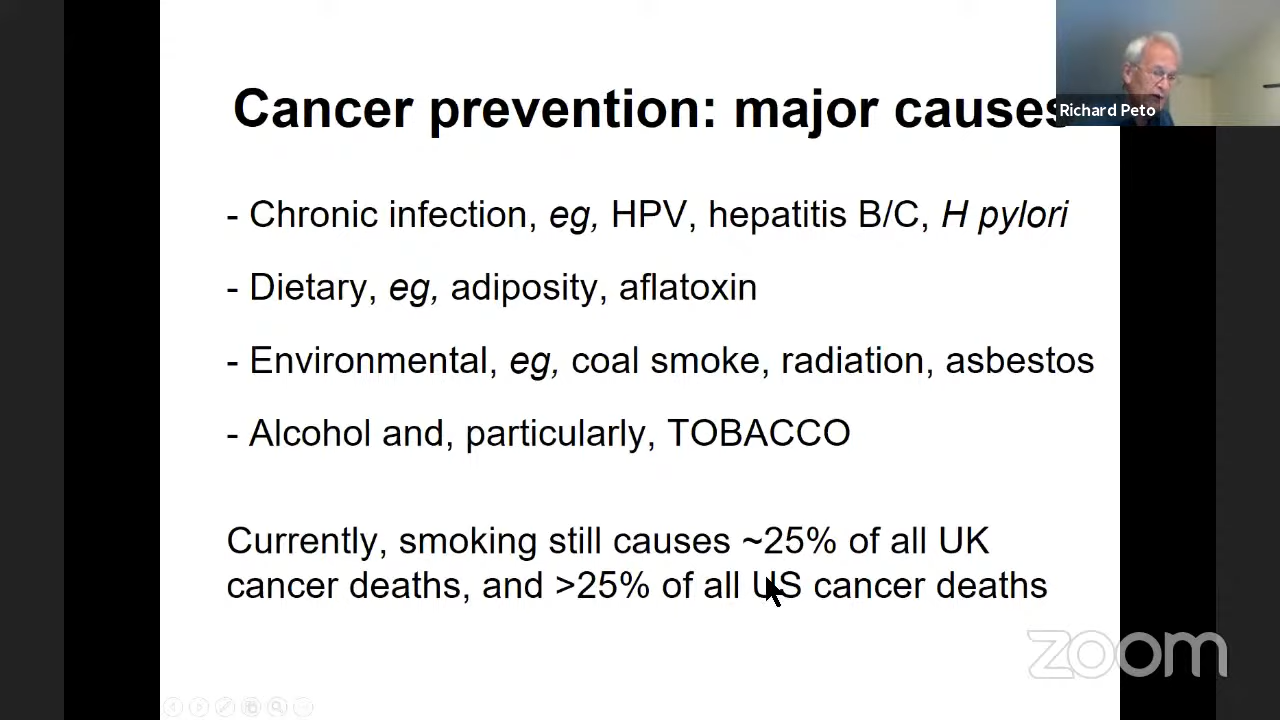 Cancer prevention: major causes
Richard Peto
- Chronic infection, eg, HPV, hepatitis B/C, H pylori
- Dietary, eg, adiposity, aflatoxin
- Environmental, eg, coal smoke, radiation, asbestos
- Alcohol and, particularly, TOBACCO
Currently, smoking still causes ~25% of all UK
cancer deaths, and >25% of all US cancer deaths
zoom